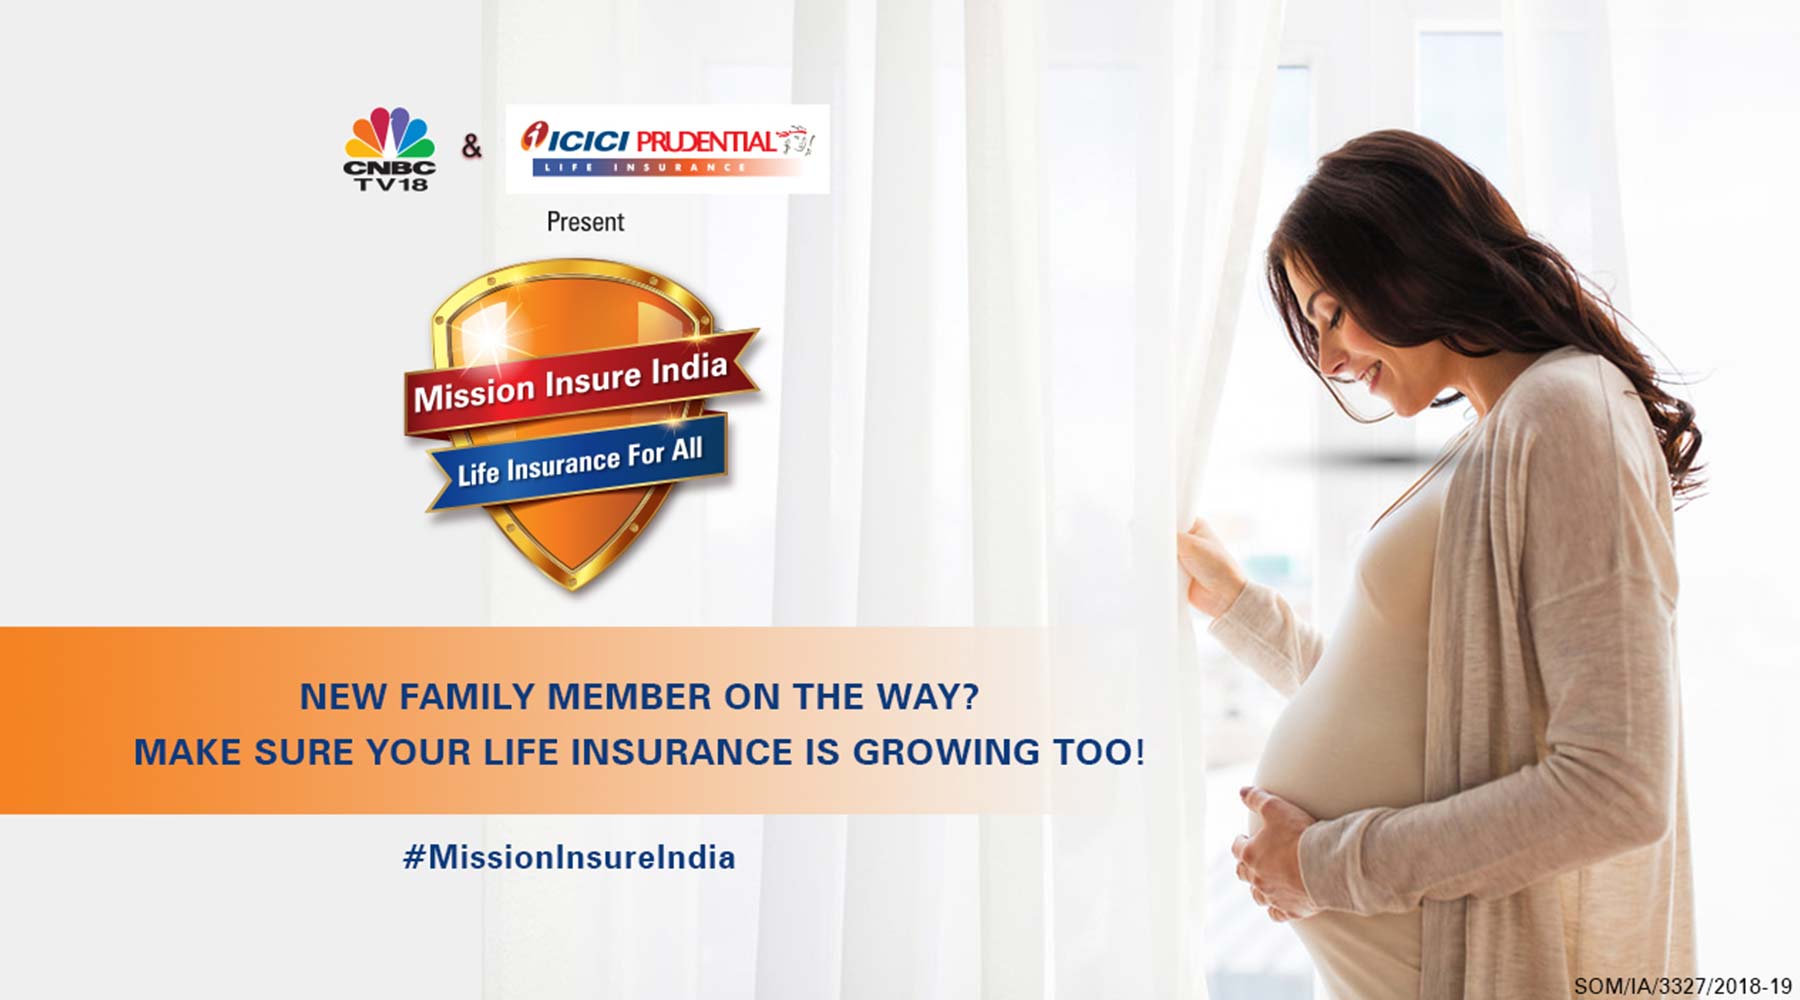 CNBC
TV18
&
ICICI PRUDENTIAL
LIFE INSURANCE
Present
Mission Insure India
Life Insurance For All
NEW FAMILY MEMBER ON THE WAY?
MAKE SURE YOUR LIFE INSURANCE IS GROWING TOO!
#MissionInsureIndia
SOM/IA/3327/2018-19